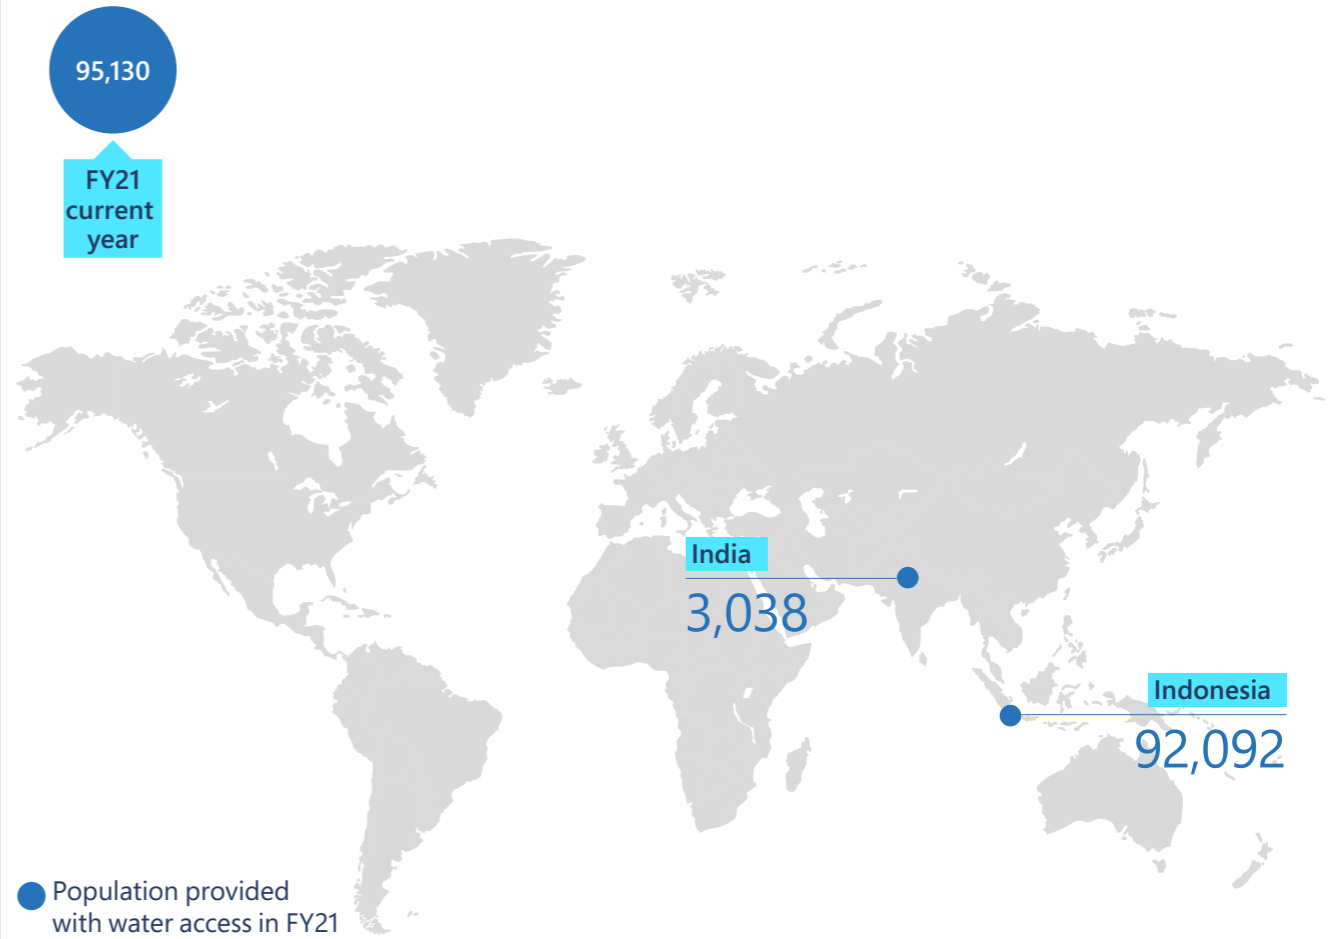 95,130
FY21
current
year
India
3,038
Indonesia
92,092
Population provided
with water access in FY21